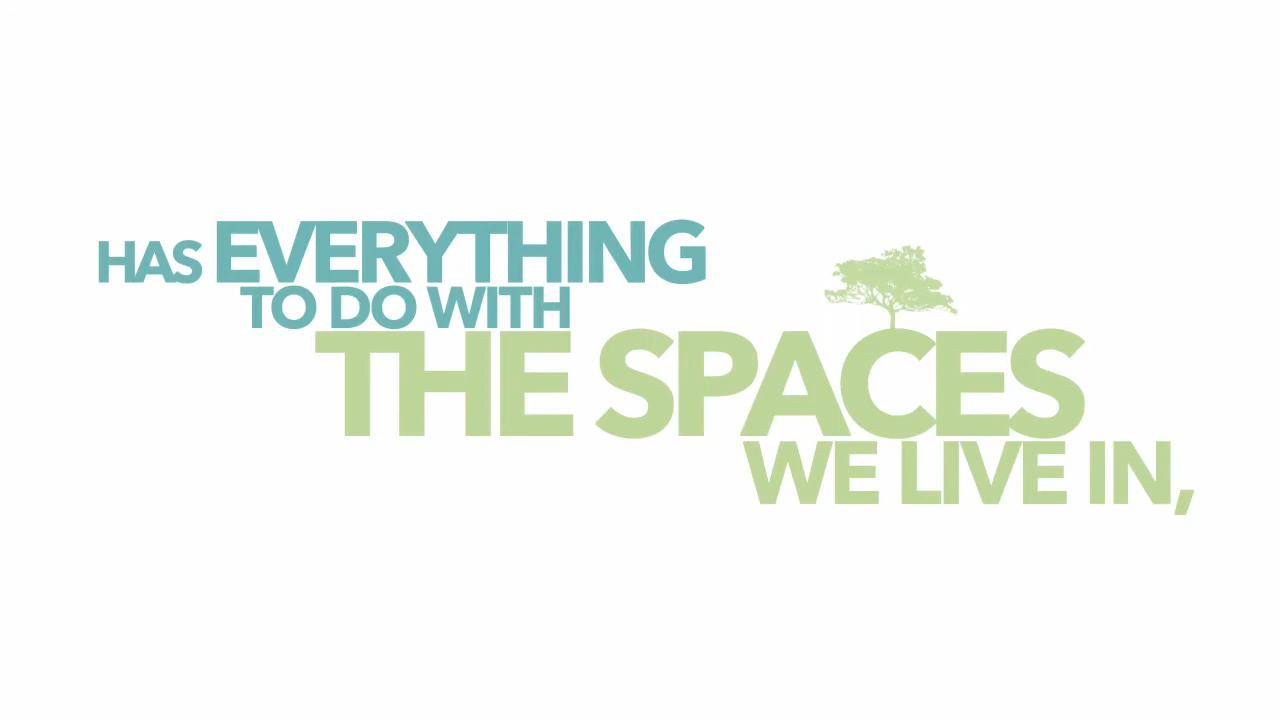 HAS EVERYTHING
TO DO WITH
THE SPACES
WE LIVE IN,